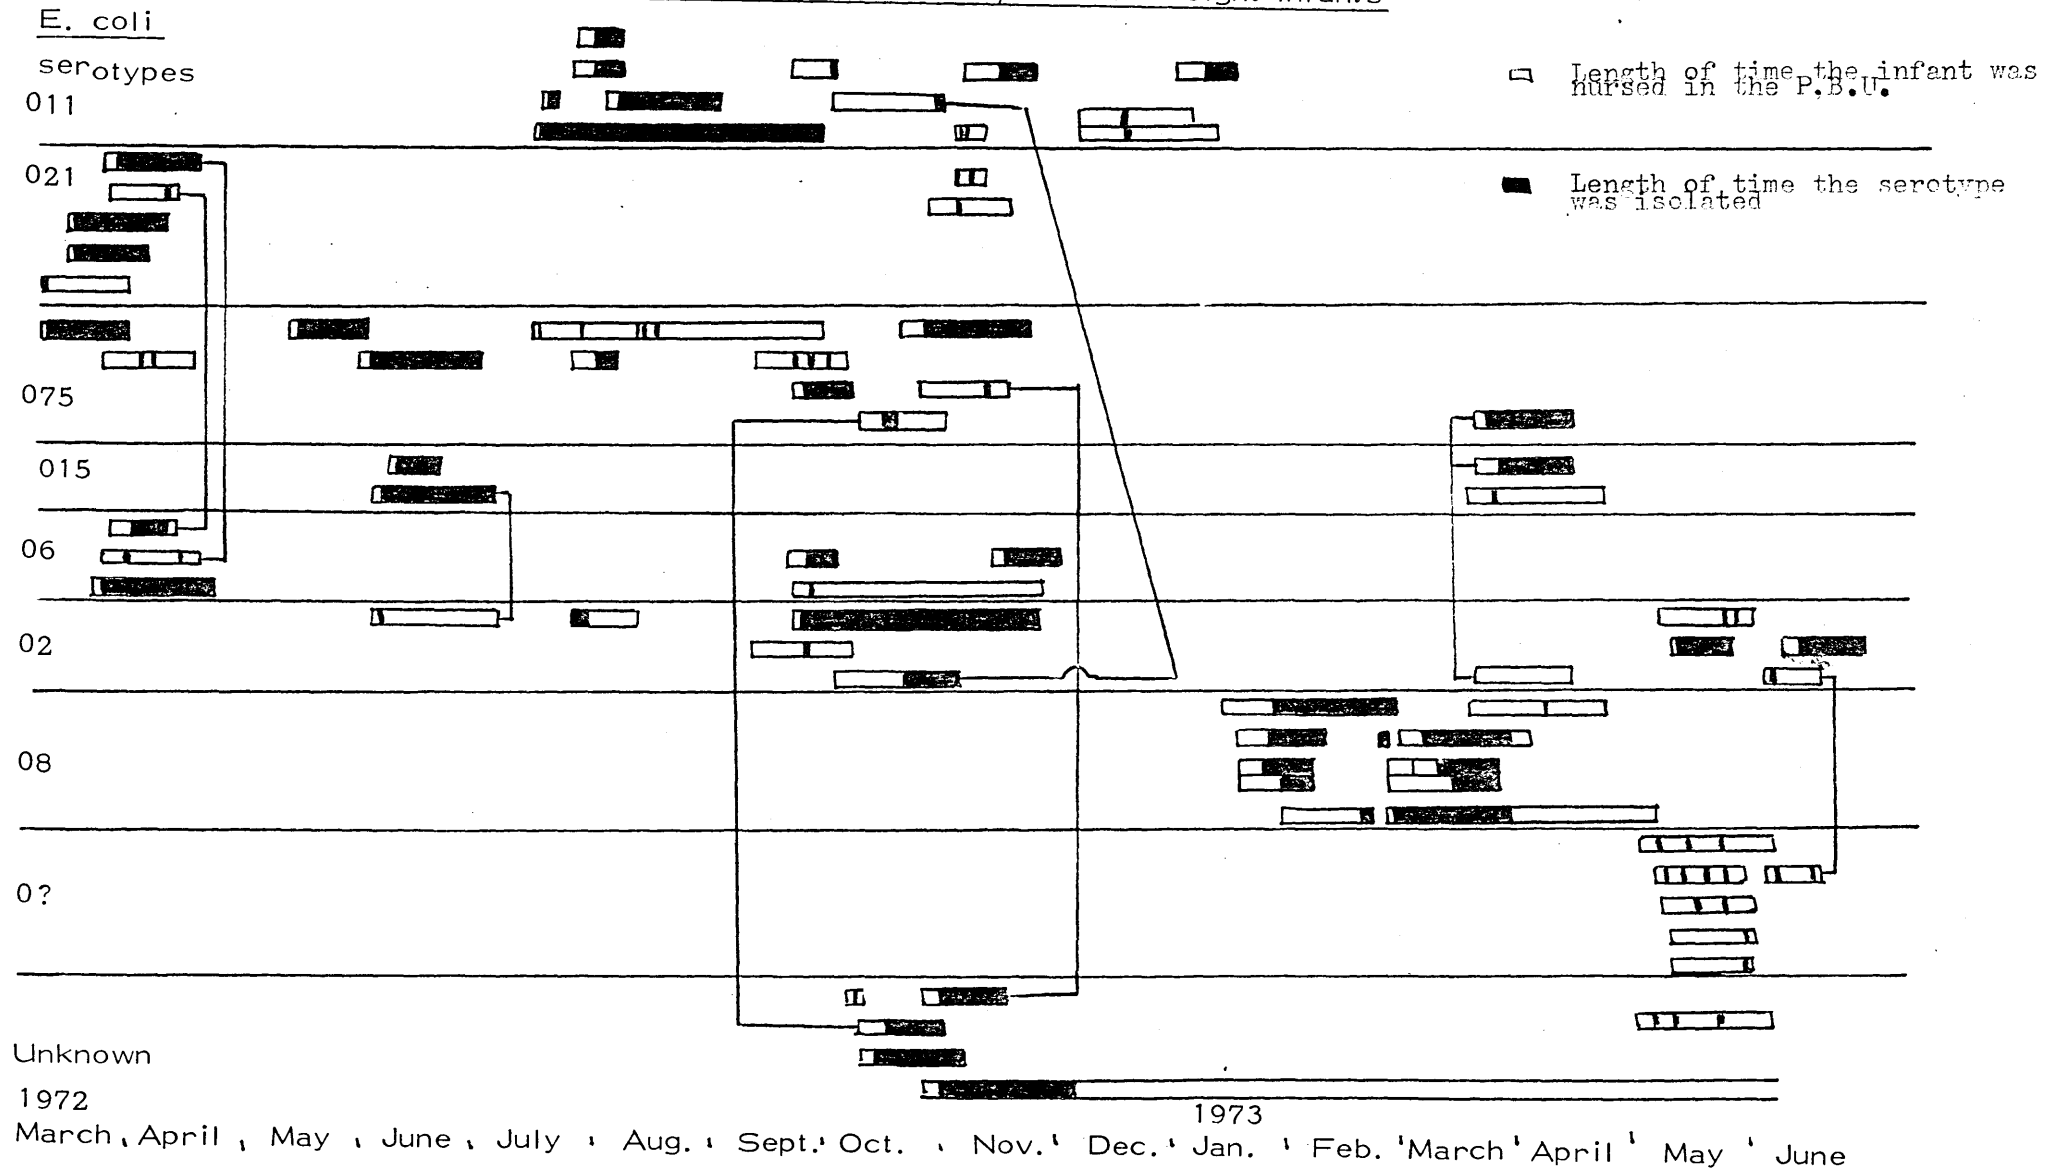 infants
E. coli
serotypes
Length of time the infant was
nursed in the P.B.U.
011
021
Length of time the serotype
was isolated
075
015
06
02
08
0?
Unknown
1972
1973
March April May June July Aug. Sept. Oct. Nov. Dec. Jan. Feb. March April May June